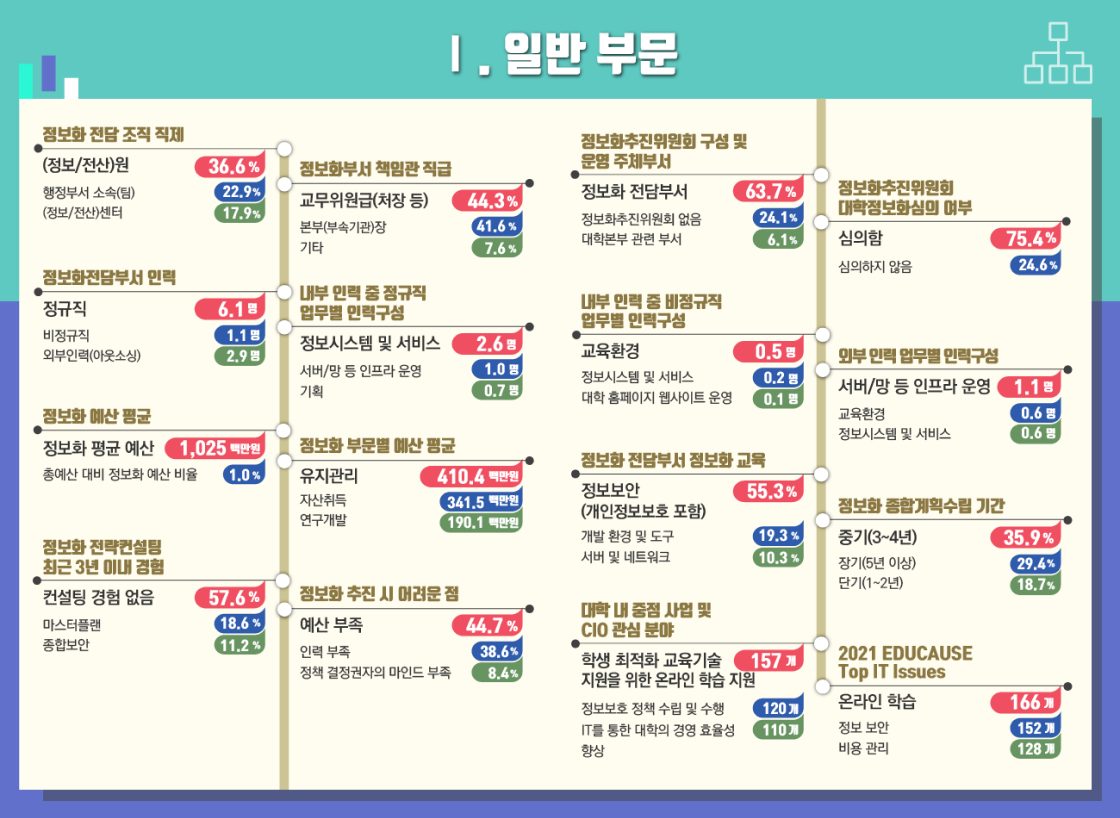 Ⅰ. 일반 부문
정보화 전담 조직 직제
(정보/전산)원 36.6%
행정부서 소속(팀) 22.9%
(정보/전산)센터 17.9%
정보화부서 책임관 직급
교무위원급(처장 등) 44.3%
본부(부속기관)장 41.6%
기타 7.6%
정보화전담부서 인력
정규직 6.1명
비정규직 1.1명
외부인력(아웃소싱) 2.9명
내부 인력 중 정규직
업무별 인력구성
정보시스템 및 서비스 2.6명
서버/망 등 인프라 운영 1.0명
기획 0.7명
정보화 예산 평균
정보화 평균 예산 1,025백만원
총예산 대비 정보화 예산 비율 1.0%
정보화 부문별 예산 평균
유지관리 410.4백만원
자산취득 341.5백만원
연구개발 190.1백만원
정보화 전략컨설팅
최근 3년 이내 경험
컨설팅 경험 없음 57.6%
마스터플랜 18.6%
종합보안 11.2%
정보화 추진 시 어려운 점
예산 부족 44.7%
인력 부족 38.6%
정책 결정권자의 마인드 부족 8.4%
정보화추진위원회 구성 및
운영 주체부서
정보화 전담부서 63.7%
정보화추진위원회 없음 24.1%
대학본부 관련 부서 6.1%
정보화추진위원회
대학정보화심의 여부
심의함 75.4%
심의하지 않음 24.6%
내부 인력 중 비정규직
업무별 인력구성
교육환경 0.5명
정보시스템 및 서비스 0.2명
대학 홈페이지 웹사이트 운영 0.1명
외부 인력 업무별 인력구성
서버/망 등 인프라 운영 1.1명
교육환경 0.6명
정보시스템 및 서비스 0.6명
정보화 전담부서 정보화 교육
정보보안 55.3%
(개인정보보호 포함)
개발 환경 및 도구 19.3%
서버 및 네트워크 10.3%
정보화 종합계획수립 기간
중기(3~4년) 35.9%
장기(5년 이상) 29.4%
단기(1~2년) 18.7%
대학 내 중점 사업 및
CIO 관심 분야
학생 최적화 교육기술 157개
지원을 위한 온라인 학습 지원
정보보호 정책 수립 및 수행 120개
IT를 통한 대학의 경영 효율성 110개
향상
2021 EDUCAUSE
Top IT Issues
온라인 학습 166개
정보 보안 152개
비용 관리 128개